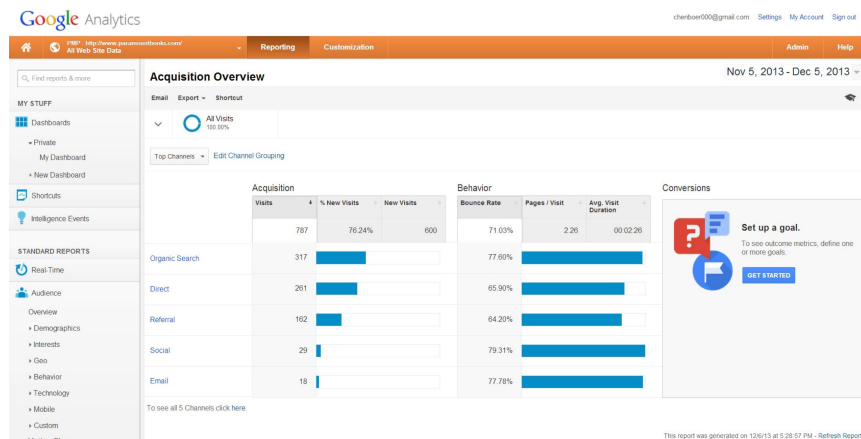 Google Analytics
chenboer000@gmail.com Settings My Account Sign out
PMP - http://www.paramountbooks.com/
All Web Site Data
Reporting Customization Admin Help
Find reports & more
MY STUFF
Dashboards
Private
My Dashboard
+ New Dashboard
Shortcuts
Intelligence Events
STANDARD REPORTS
Real-Time
Audience
Overview
Demographics
Interests
Geo
Behavior
Technology
Mobile
Custom
Acquisition Overview
Nov 5, 2013 - Dec 5, 2013
Email Export Shortcut
All Visits
100.00%
Top Channels Edit Channel Grouping
Acquisition Behavior Conversions
Visits % New Visits New Visits Bounce Rate Pages / Visit Avg. Visit
Duration
787 76.24% 600 71.03% 2.26 00:02:26
Organic Search 317 77.60%
Direct 261 65.90%
Referral 162 64.20%
Social 29 79.31%
Email 18 77.78%
Set up a goal.
To see outcome metrics, define one
or more goals.
GET STARTED
To see all 5 Channels click here.
This report was generated on 12/6/13 at 5:28:57 PM - Refresh Report